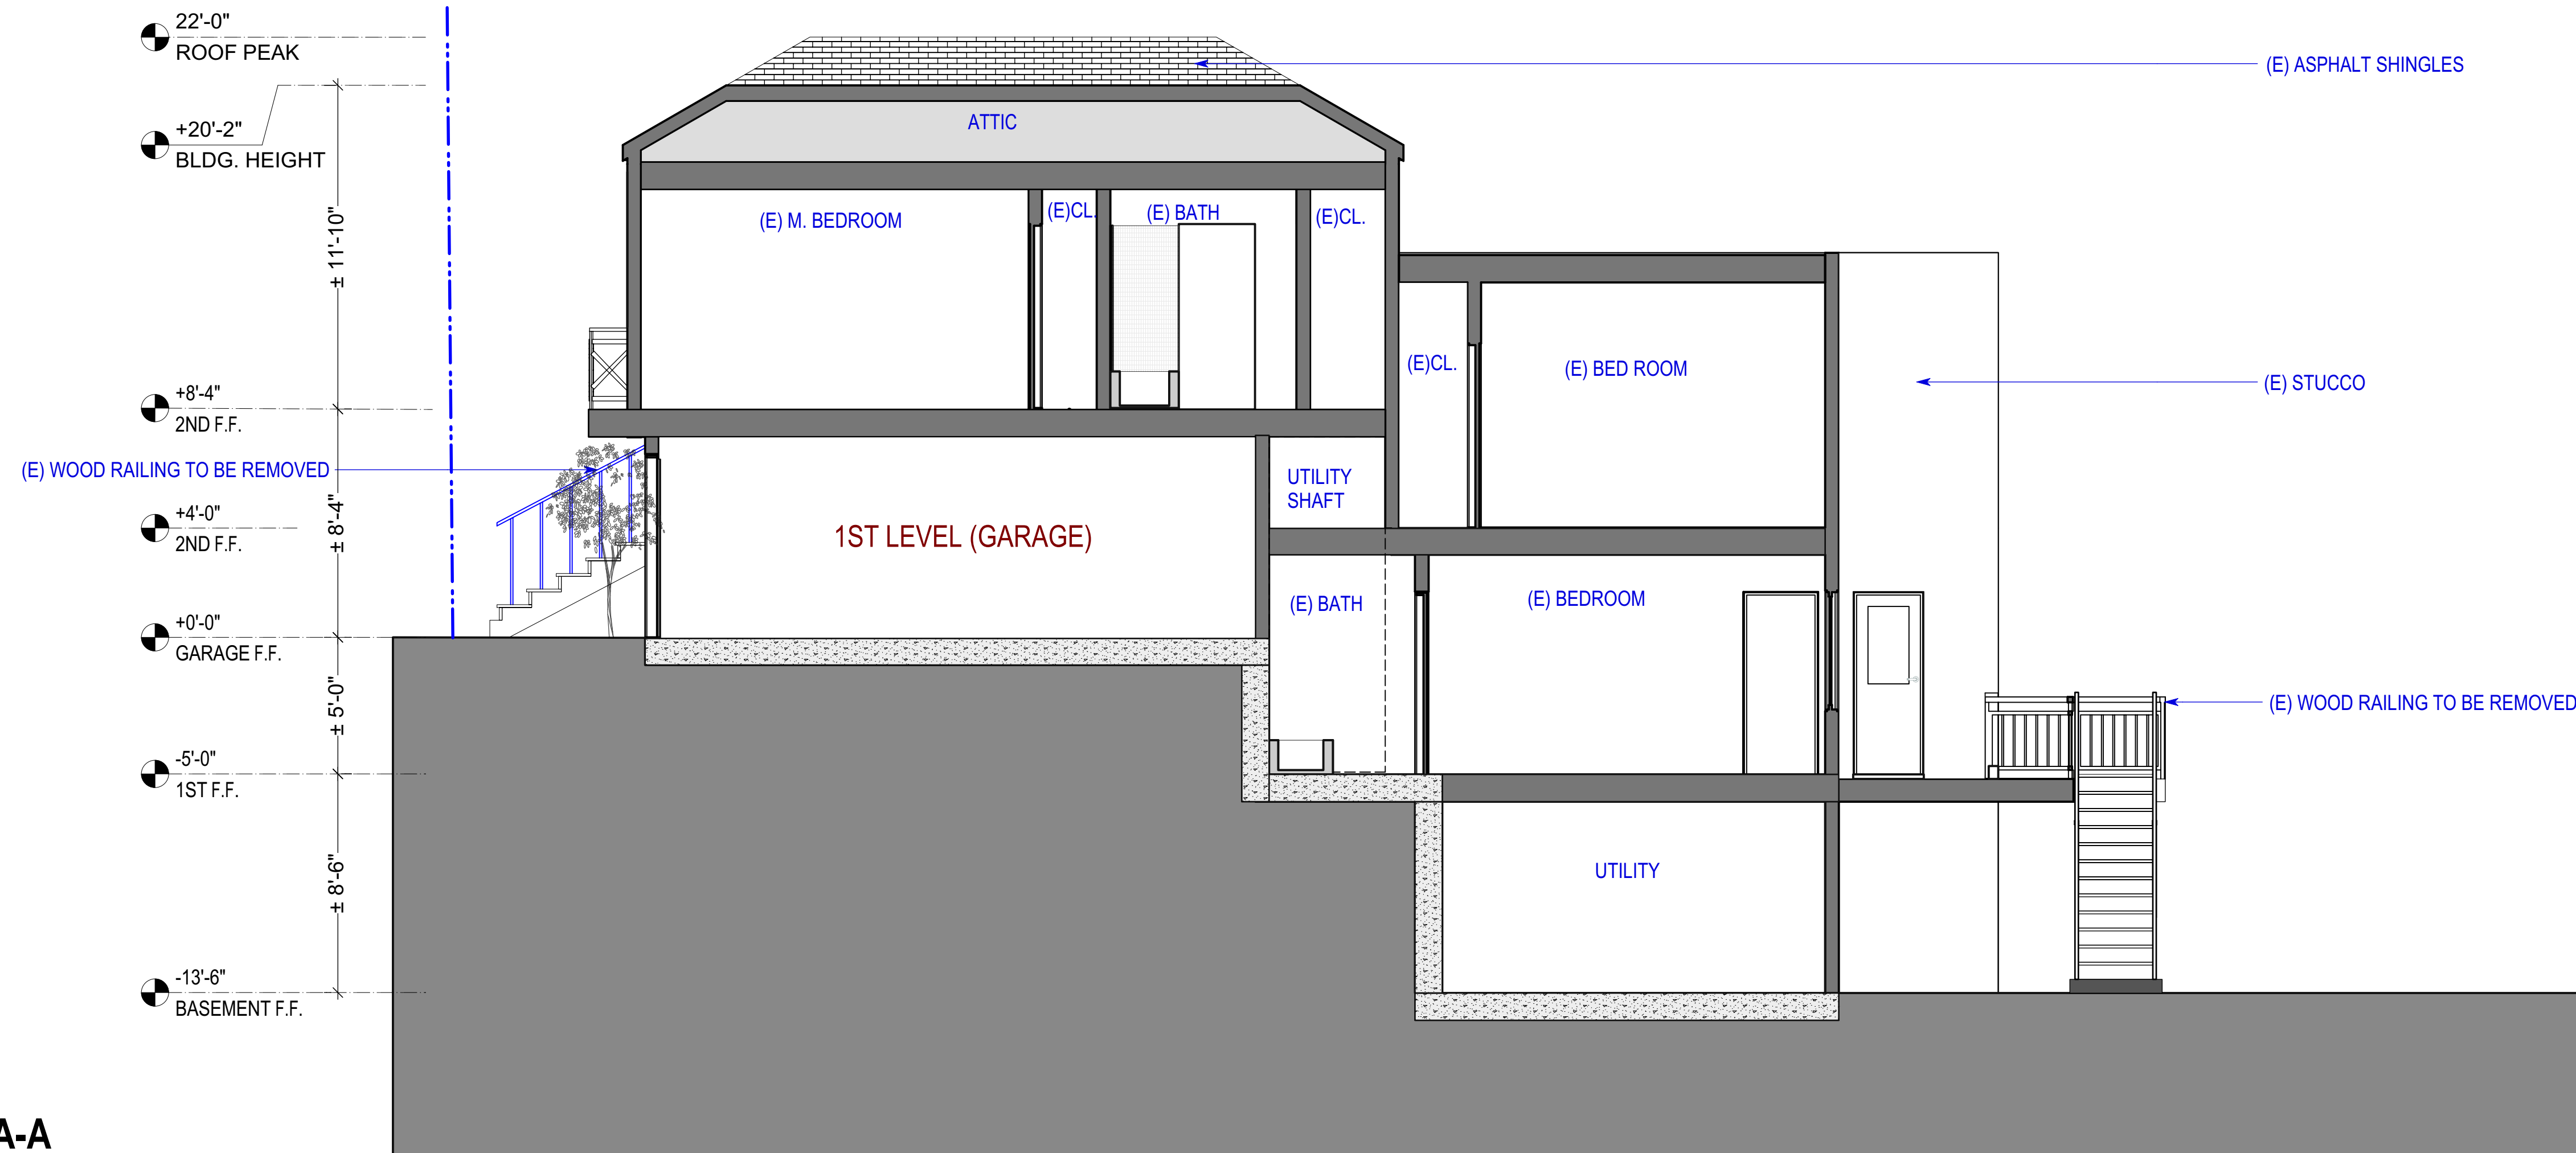 22'-0"
ROOF PEAK
(E) ASPHALT SHINGLES
+20'-2"
BLDG. HEIGHT
ATTIC
± 11'-10"
(E) M. BEDROOM
(E)CL.
(E) BATH
(E)CL.
(E)CL.
(E) BED ROOM
(E) STUCCO
+8'-4"
2ND F.F.
(E) WOOD RAILING TO BE REMOVED
UTILITY
SHAFT
± 8'-4"
+4'-0"
2ND F.F.
1ST LEVEL (GARAGE)
(E) BATH
(E) BEDROOM
+0'-0"
GARAGE F.F.
± 5'-0"
(E) WOOD RAILING TO BE REMOVED
-5'-0"
1ST F.F.
± 8'-6"
UTILITY
-13'-6"
BASEMENT F.F.
A-A